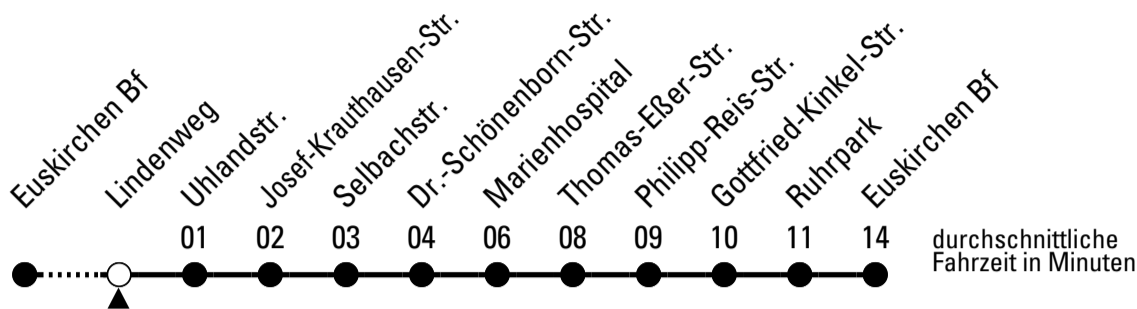 Euskirchen Bf
Lindenweg
Uhlandstr.
Josef-Krauthausen-Str.
Selbachstr.
Dr.-Schönenborn-Str.
Marienhospital
Thomas-Eßer-Str.
Philipp-Reis-Str.
Gottfried-Kinkel-Str.
Ruhrpark
Euskirchen Bf
01 02 03 04 06 08 09 10 11 14
durchschnittliche
Fahrzeit in Minuten